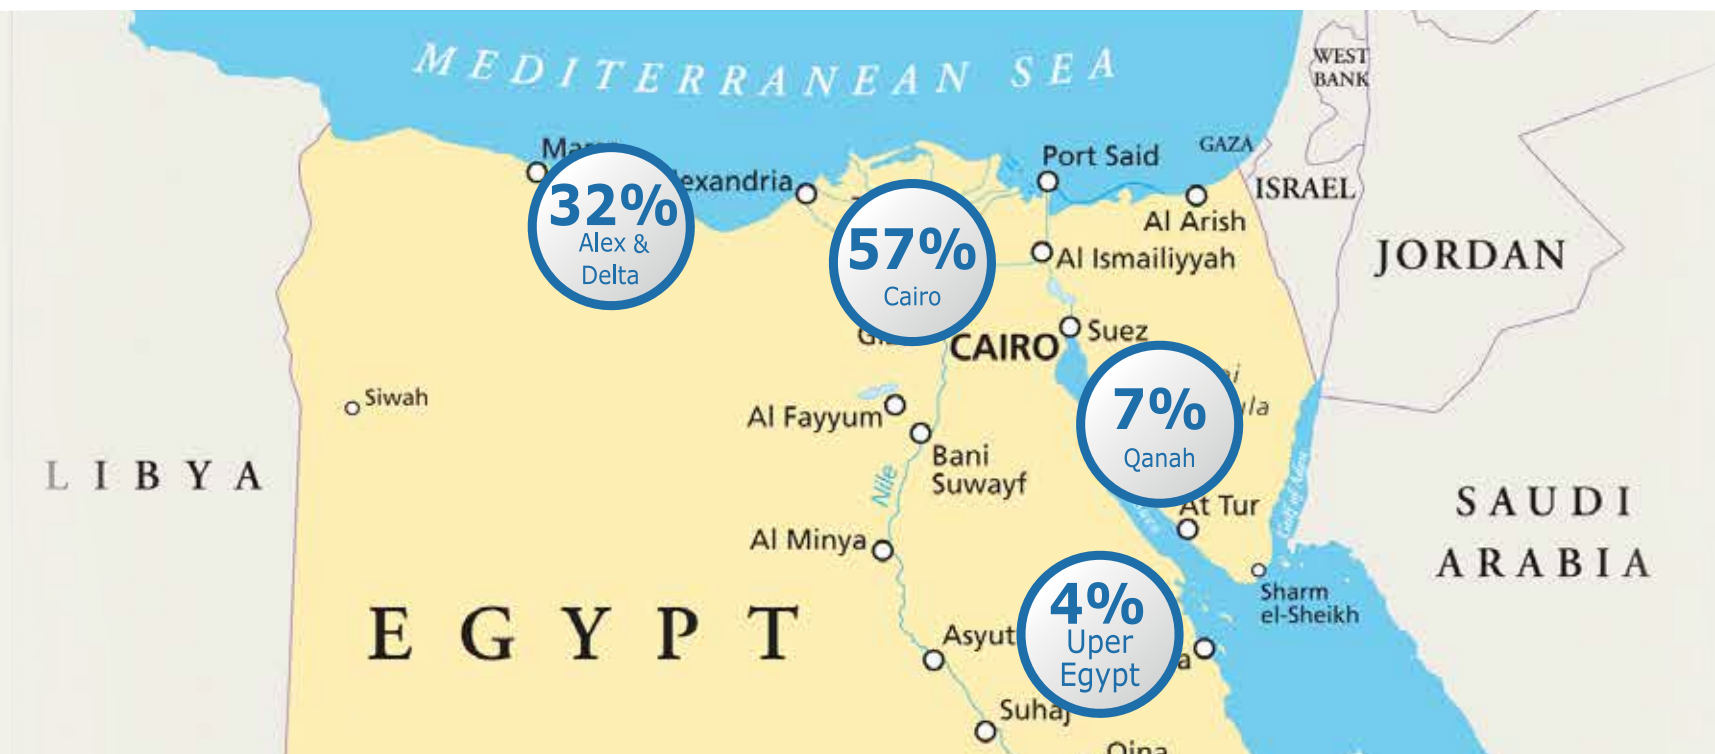 MEDITERRANEAN SEA
WEST
BANK
GAZA
Port Said
ISRAEL
Al Arish
32%
Alex &
Delta
57%
Cairo
Al Ismailiyyah
JORDAN
CAIRO
Suez
Siwah
Al Fayyum
7%
Qanah
Bani
Suwayf
Nile
LIBYA
At Tur
SAUDI
ARABIA
Al Minya
Sharm
el-Sheikh
EGYPT
4%
Uper
Egypt
Asyut
Suhaj